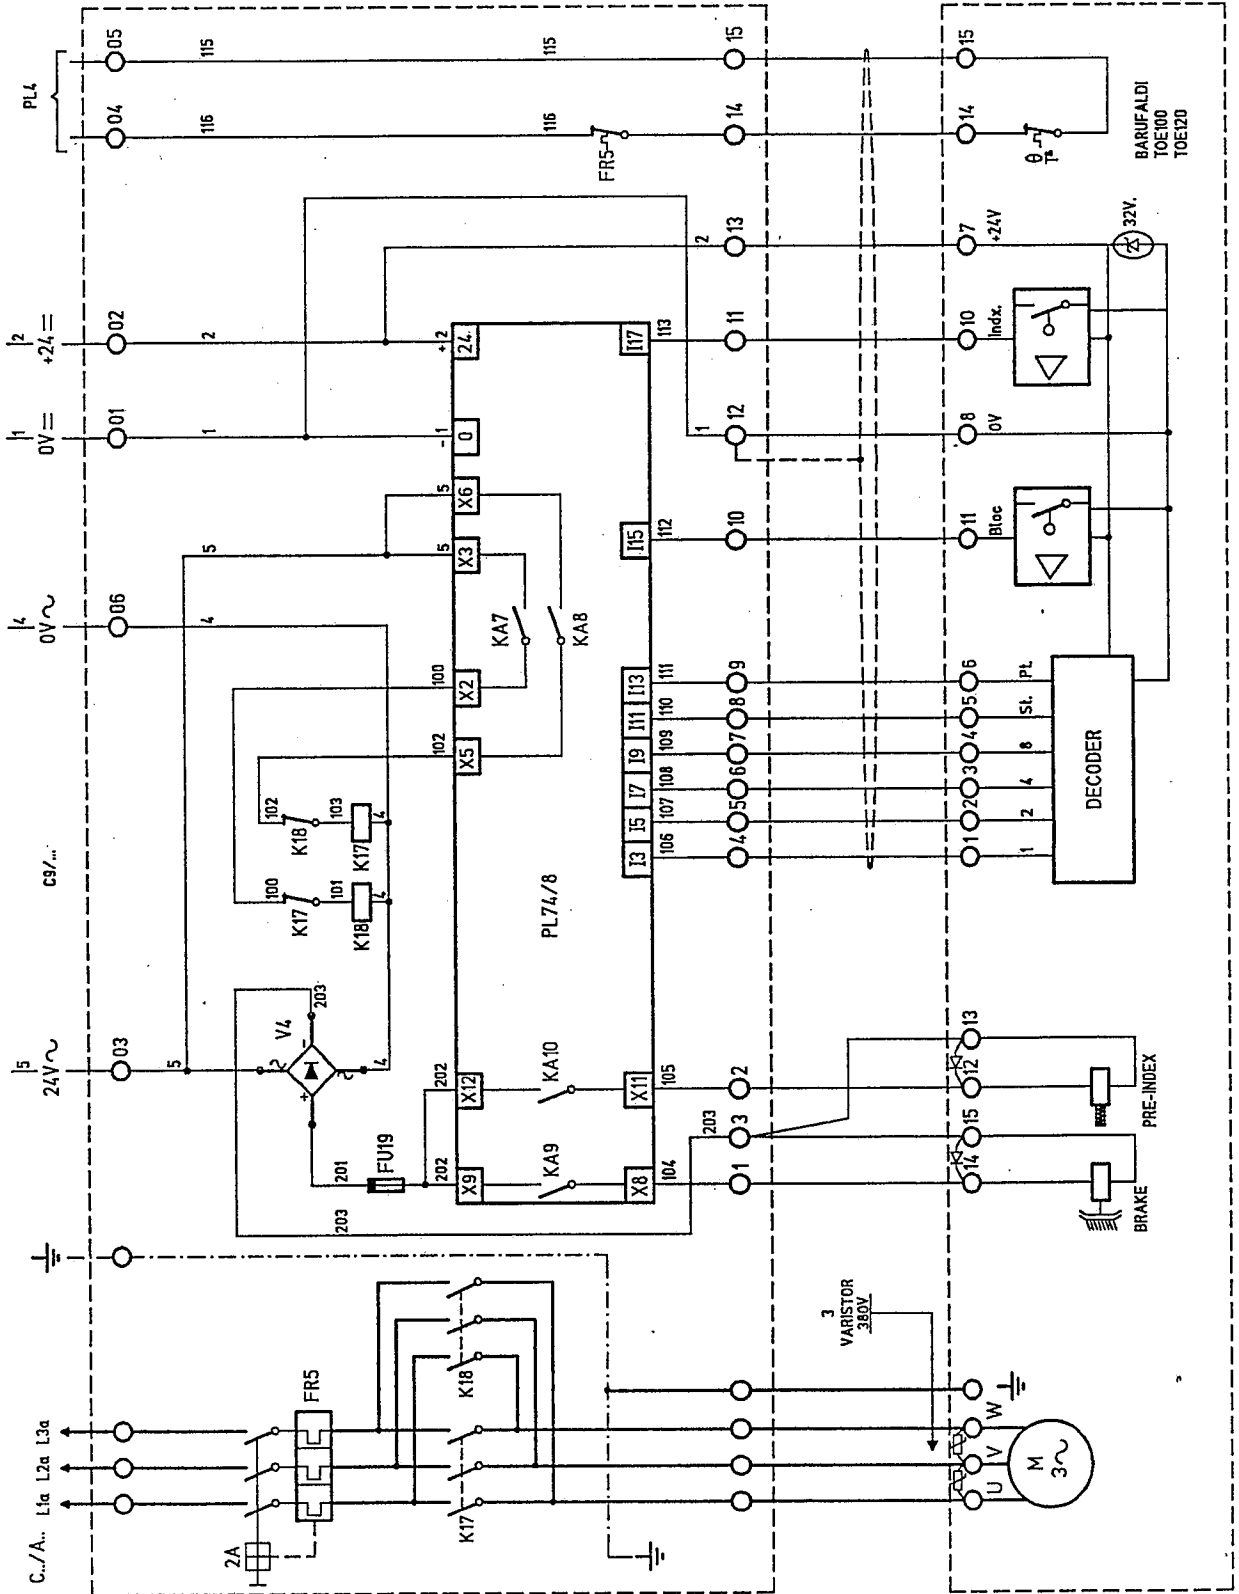 PL4
04
05
116
115
116
115
FR5
14
15
14
15
θ
T°
BARUFALDI
TOE100
TOE120
2
+24=
02
2
1
0V=
01
1
4
0V~
06
4
5
24V~
03
5
C9/...
5
+2
24.
-1
0
5
X6
5
X3
100
X2
102
X5
KA7
KA8
102
K18
103
K17
4
100
K17
101
K18
4
V4
203
+
-
4
201
FU19
203
202
X9
202
X12
KA9
KA10
X8
104
X11
105
PL74/8
I3
I5
I7
I9
I11
I13
I15
I17
106
107
108
109
110
111
112
113
1
2
203
1
3
2
4
5
6
7
8
9
10
12
11
13
1
2
3
4
5
6
11
8
10
7
1
2
4
8
St.
Pt.
Bloc
0V
Indx.
+24V
32V.
DECODER
14
15
12
13
BRAKE
PRE-INDEX
C../A..
L1a
L2a
L3a
2A
FR5
K17
K18
3
VARISTOR
380V
U
V
W
M
3~